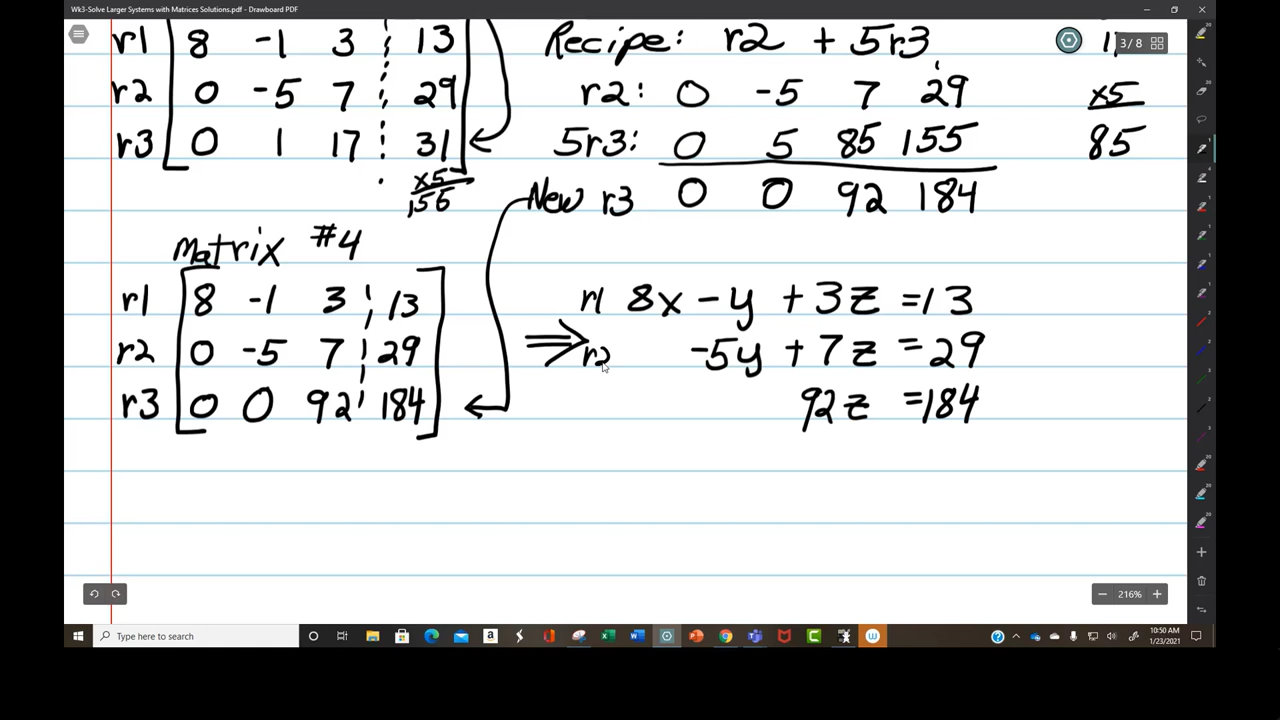 Wk3-Solve Larger Systems with Matrices Solutions.pdf - Drawboard PDF
3/8
r1 8 -1 3 13
r2 0 -5 7 29
r3 0 1 17 31
x5
Recipe: r2 + 5r3
r2: 0 -5 7 29
5r3: 0 5 85 155
New r3 0 0 92 184
x5
85
Matrix #4
r1 8 -1 3 13
r2 0 -5 7 29
r3 0 0 92 184
r1 8x - y + 3z = 13
r2 -5y + 7z = 29
92z = 184
216%
Type here to search
10:50 AM
1/23/2021